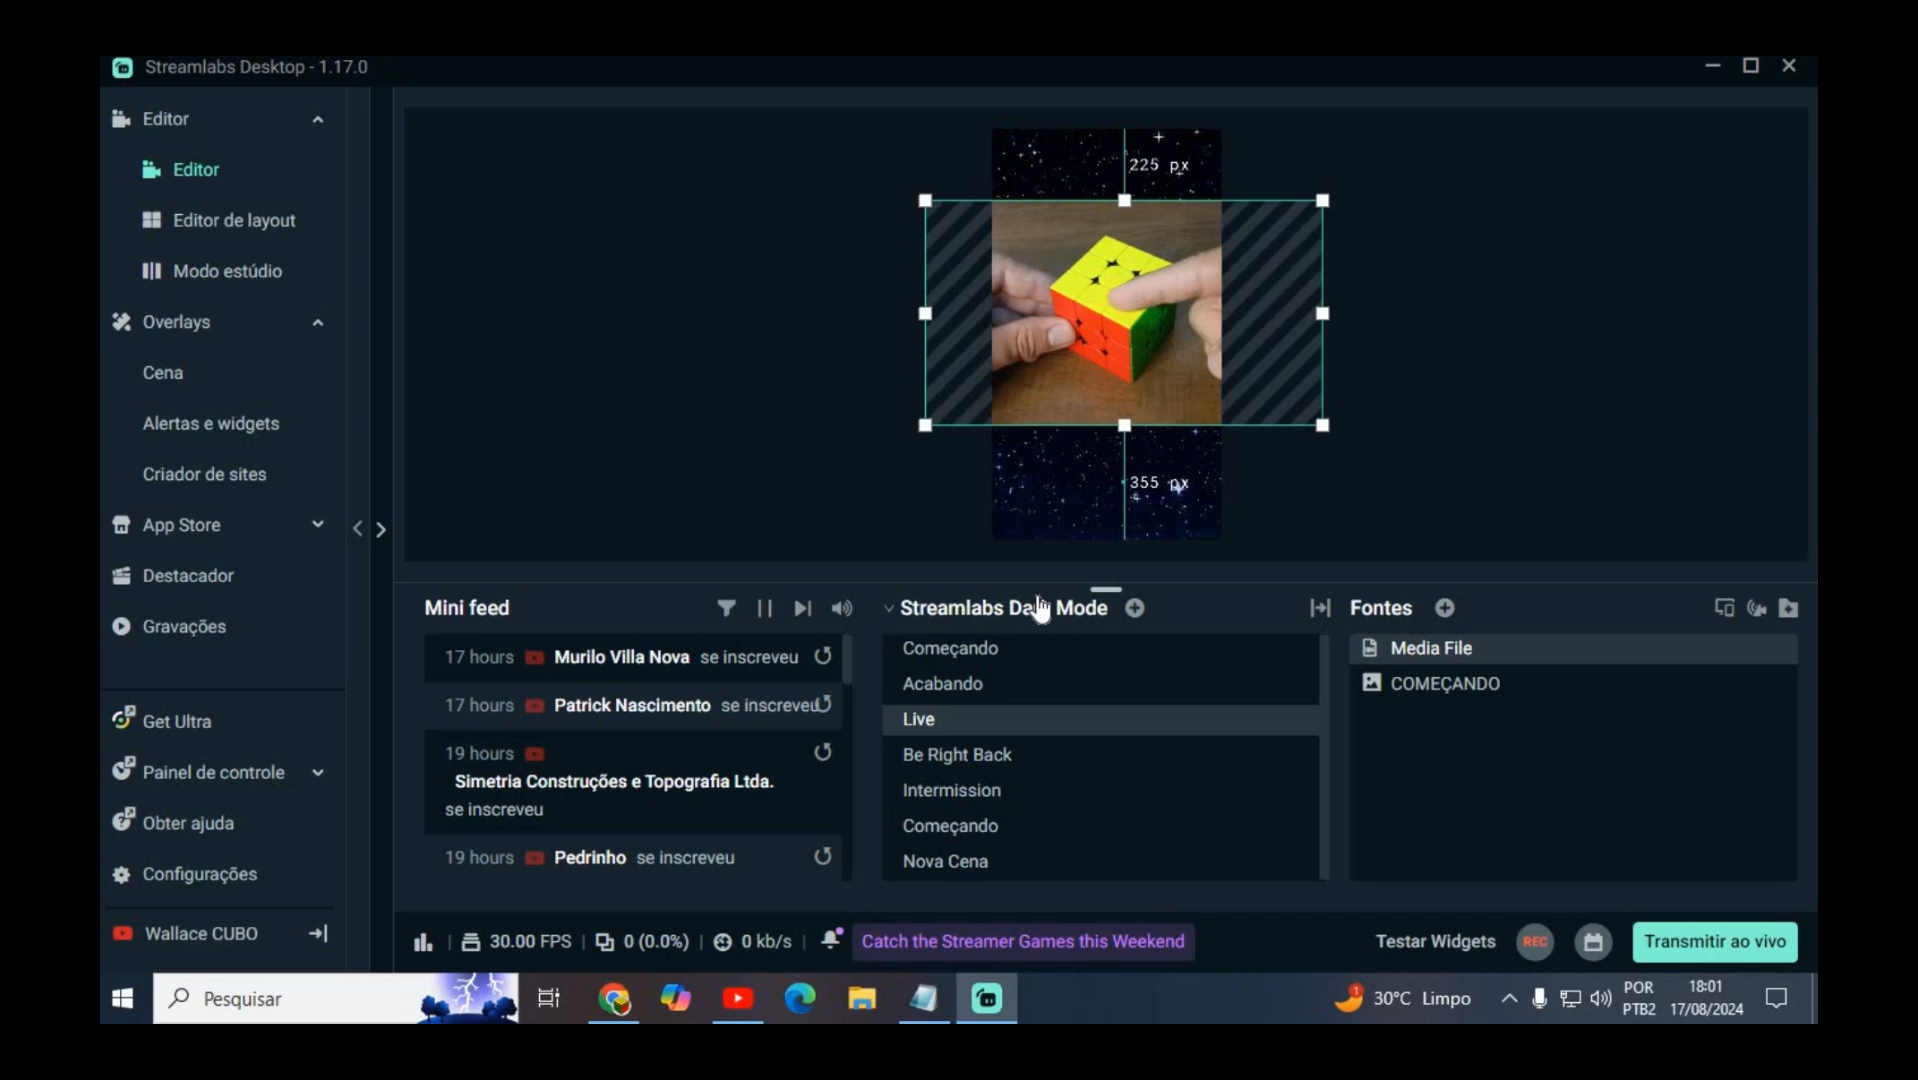 Streamlabs Desktop - 1.17.0
Editor
Editor
Editor de layout
Modo estúdio
Overlays
Cena
Alertas e widgets
Criador de sites
App Store
Destacador
Gravações
Get Ultra
Painel de controle
Obter ajuda
Configurações
Wallace CUBO
225 px
355 px
Mini feed
17 hours Murilo Villa Nova se inscreveu
17 hours Patrick Nascimento se inscreveu
19 hours
Simetria Construções e Topografia Ltda.
se inscreveu
19 hours Pedrinho se inscreveu
Streamlabs Da Mode
Começando
Acabando
Live
Be Right Back
Intermission
Começando
Nova Cena
Fontes
Media File
COMEÇANDO
30.00 FPS
0 (0.0%)
0 kb/s
Catch the Streamer Games this Weekend
Testar Widgets
REC
Transmitir ao vivo
Pesquisar
1
30°C Limpo
POR
PTB2
18:01
17/08/2024